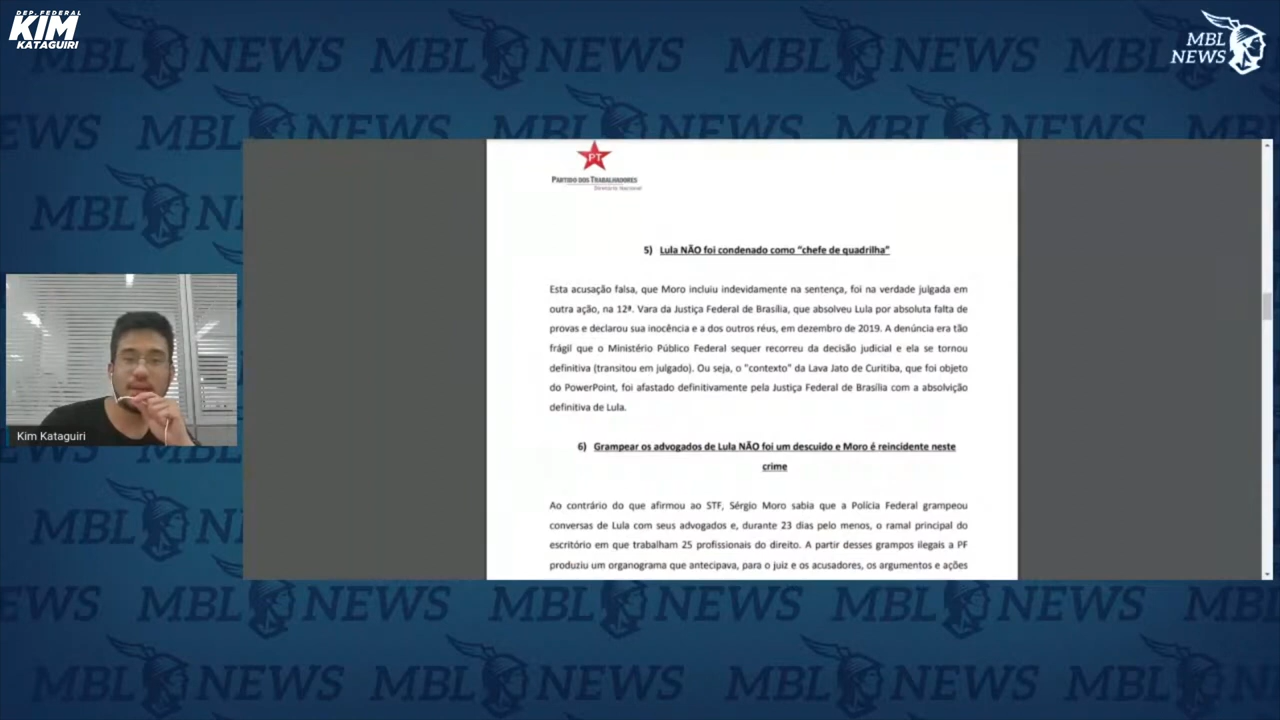 DEP. FEDERAL
KIM
KATAGUIRI
MBL
NEWS
PT
PARTIDO DOS TRABALHADORES
Diretório Nacional
5) Lula NÃO foi condenado como "chefe de quadrilha"
Esta acusação falsa, que Moro incluiu indevidamente na sentença, foi na verdade julgada em
outra ação, na 12ª. Vara da Justiça Federal de Brasília, que absolveu Lula por absoluta falta de
provas e declarou sua inocência e a dos outros réus, em dezembro de 2019. A denúncia era tão
frágil que o Ministério Público Federal sequer recorreu da decisão judicial e ela se tornou
definitiva (transitou em julgado). Ou seja, o "contexto" da Lava Jato de Curitiba, que foi objeto
do PowerPoint, foi afastado definitivamente pela Justiça Federal de Brasília com a absolvição
definitiva de Lula.
6) Grampear os advogados de Lula NÃO foi um descuido e Moro é reincidente neste
crime
Ao contrário do que afirmou ao STF, Sérgio Moro sabia que a Polícia Federal grampeou
conversas de Lula com seus advogados e, durante 23 dias pelo menos, o ramal principal do
escritório em que trabalham 25 profissionais do direito. A partir desses grampos ilegais a PF
produziu um organograma que antecipava, para o juiz e os acusadores, os argumentos e ações
Kim Kataguiri